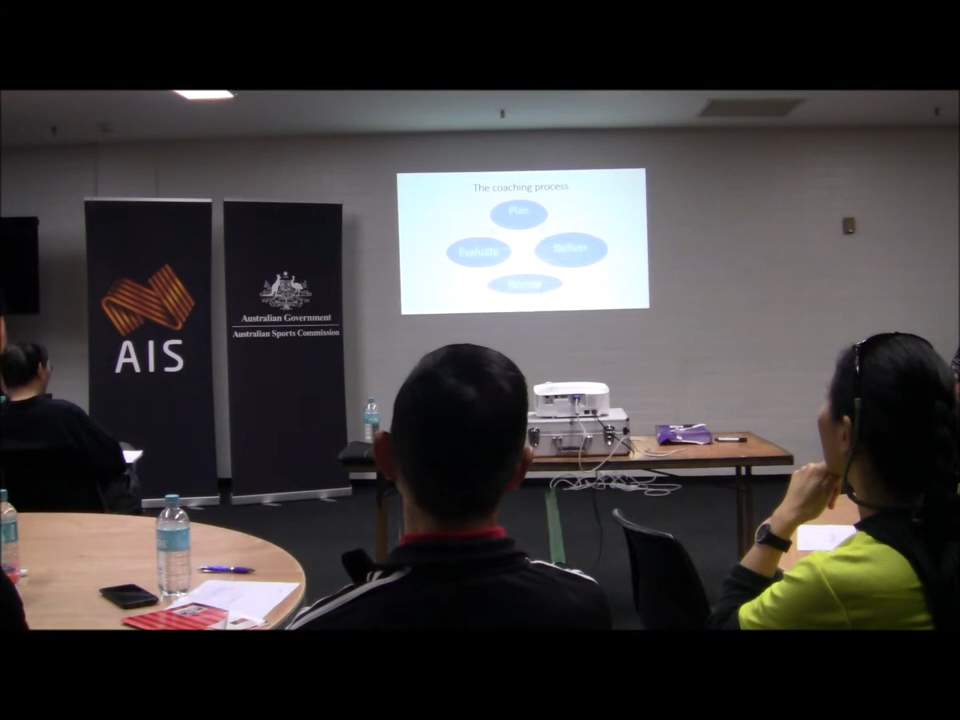 The coaching process
Plan
Evaluate
Deliver
Review
AIS
Australian Government
Australian Sports Commission